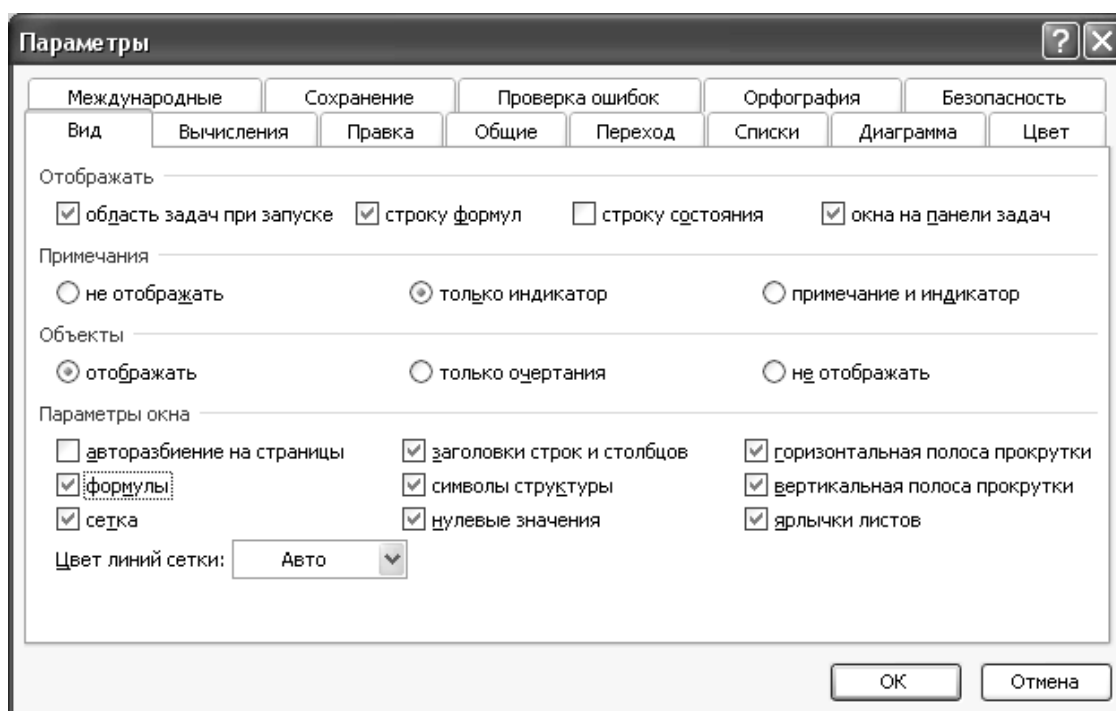 Параметры
Международные Сохранение Проверка ошибок Орфография Безопасность
Вид Вычисления Правка Общие Переход Списки Диаграмма Цвет
Отображать
область задач при запуске строку формул строку состояния окна на панели задач
Примечания
не отображать только индикатор примечание и индикатор
Объекты
отображать только очертания не отображать
Параметры окна
авторазбиение на страницы заголовки строк и столбцов горизонтальная полоса прокрутки
формулы символы структуры вертикальная полоса прокрутки
сетка нулевые значения ярлычки листов
Цвет линий сетки: Авто
ОК Отмена